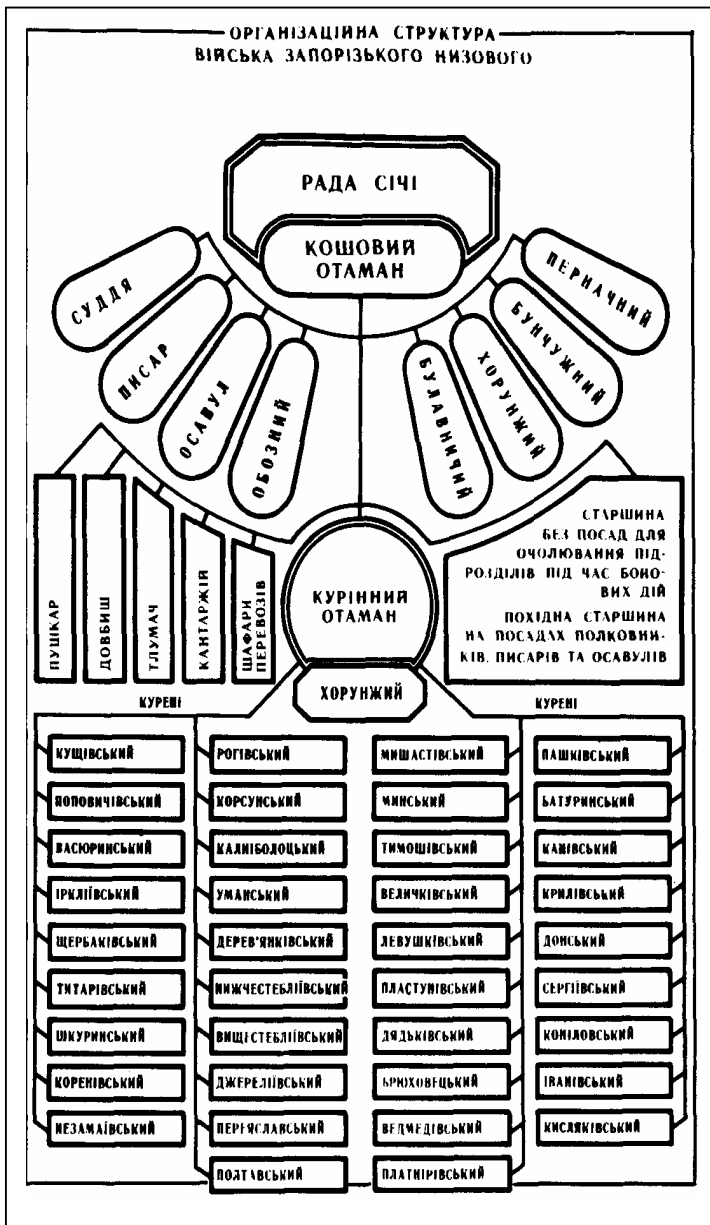 ОРГАНІЗАЦІЙНА СТРУКТУРА
ВІЙСЬКА ЗАПОРІЗЬКОГО НИЗОВОГО
РАДА СІЧІ
КОШОВИЙ
ОТАМАН
СУДДЯ
ПИСАР
ОСАВУЛ
ОБОЗНИЙ
БУЛАВНИЧИЙ
ХОРУНЖИЙ
БУНЧУЖНИЙ
ПЕРНАЧНИЙ
ПУШКАР
ДОВБИШ
ТЛУМАЧ
КАНТАРЖІЙ
ШАФАРИ
ПЕРЕВОЗІВ
КУРІННИЙ
ОТАМАН
ХОРУНЖИЙ
СТАРШИНА
БЕЗ ПОСАД ДЛЯ
ОЧОЛЮВАННЯ ПІД-
РОЗДІЛІВ ПІД ЧАС БОЙО-
ВИХ ДІЙ
ПОХІДНА СТАРШИНА
НА ПОСАДАХ ПОЛКОВНИ-
КІВ, ПИСАРІВ ТА ОСАВУЛІВ
КУРЕНІ
КУРЕНІ
КУЩІВСЬКИЙ
ПОПОВИЧІВСЬКИЙ
ВАСЮРИНСЬКИЙ
ІРКЛІЇВСЬКИЙ
ЩЕРБАКІВСЬКИЙ
ТИТАРІВСЬКИЙ
ШКУРИНСЬКИЙ
КОРЕНІВСЬКИЙ
НЕЗАМАЇВСЬКИЙ
РОГІВСЬКИЙ
КОРСУНСЬКИЙ
КАЛНІБОЛОЦЬКИЙ
УМАНСЬКИЙ
ДЕРЕВ'ЯНКІВСЬКИЙ
НИЖЧЕСТЕБЛІЇВСЬКИЙ
ВИЩЕСТЕБЛІЇВСЬКИЙ
ДЖЕРЕЛІЇВСЬКИЙ
ПЕРЕЯСЛАВСЬКИЙ
ПОЛТАВСЬКИЙ
МИШАСТІВСЬКИЙ
МИНСЬКИЙ
ТИМОШІВСЬКИЙ
ВЕЛИЧКІВСЬКИЙ
ЛЕВУШКІВСЬКИЙ
ПЛАСТУНІВСЬКИЙ
ДЯДЬКІВСЬКИЙ
БРЮХОВЕЦЬКИЙ
ВЕДМЕДІВСЬКИЙ
ПЛАТНІРІВСЬКИЙ
ПАШКІВСЬКИЙ
БАТУРИНСЬКИЙ
КАНІВСЬКИЙ
КРИЛІВСЬКИЙ
ДОНСЬКИЙ
СЕРГІЇВСЬКИЙ
КОНІЛОВСЬКИЙ
ІВАНІВСЬКИЙ
КИСЛЯКІВСЬКИЙ